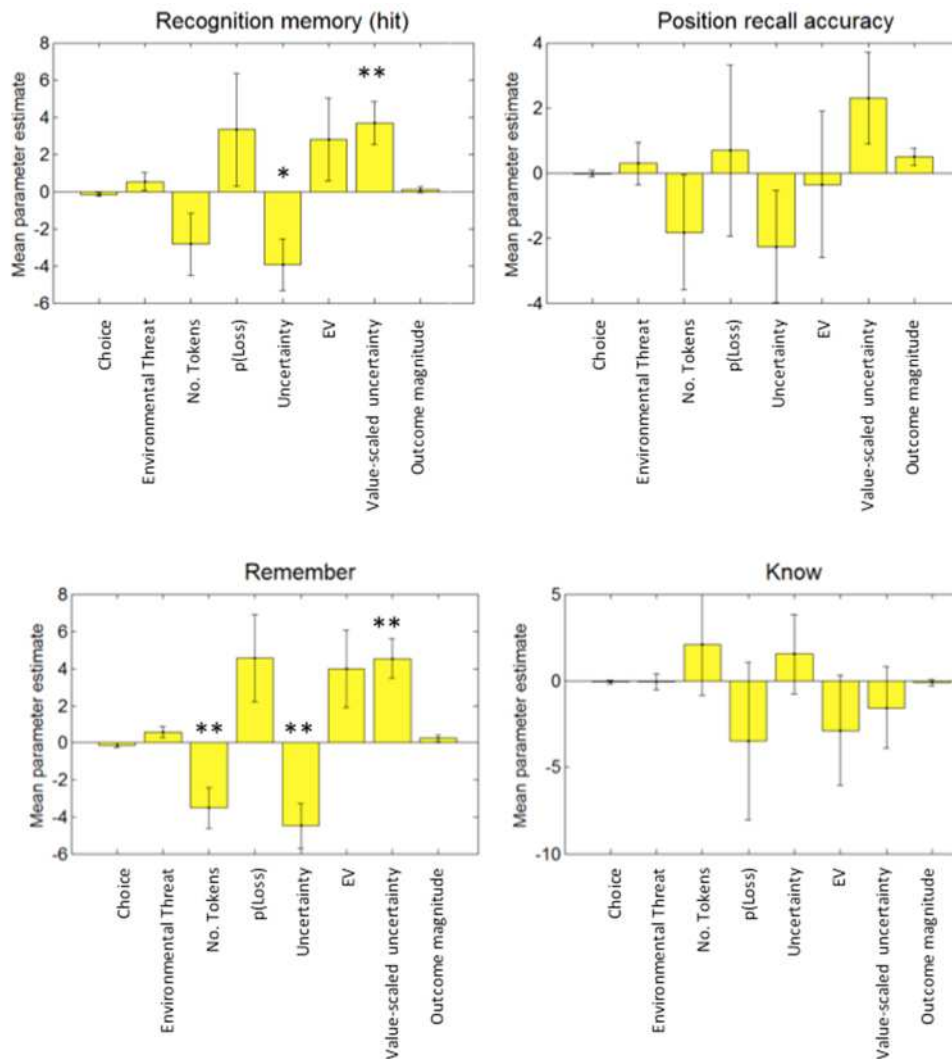 Recognition memory (hit)
Mean parameter estimate
8
6
4
2
0
-2
-4
-6
*
**
Choice
Environmental Threat
No. Tokens
p(Loss)
Uncertainty
EV
Value-scaled uncertainty
Outcome magnitude
Position recall accuracy
Mean parameter estimate
4
2
0
-2
-4
Choice
Environmental Threat
No. Tokens
p(Loss)
Uncertainty
EV
Value-scaled uncertainty
Outcome magnitude
Remember
Mean parameter estimate
8
6
4
2
0
-2
-4
-6
**
**
**
Choice
Environmental Threat
No. Tokens
p(Loss)
Uncertainty
EV
Value-scaled uncertainty
Outcome magnitude
Know
Mean parameter estimate
5
0
-5
-10
Choice
Environmental Threat
No. Tokens
p(Loss)
Uncertainty
EV
Value-scaled uncertainty
Outcome magnitude